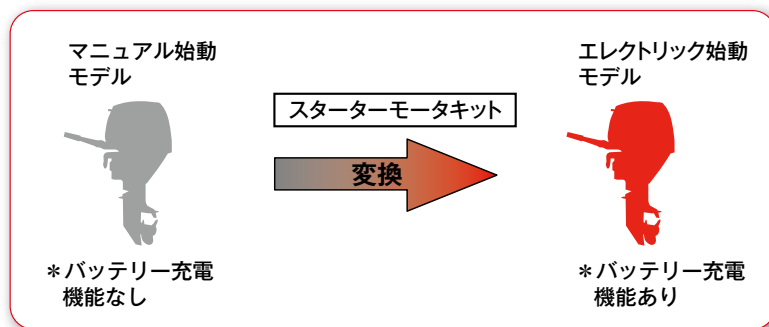 マニュアル始動
モデル
スターターモータキット
変換
エレクトリック始動
モデル
＊バッテリー充電
機能なし
＊バッテリー充電
機能あり